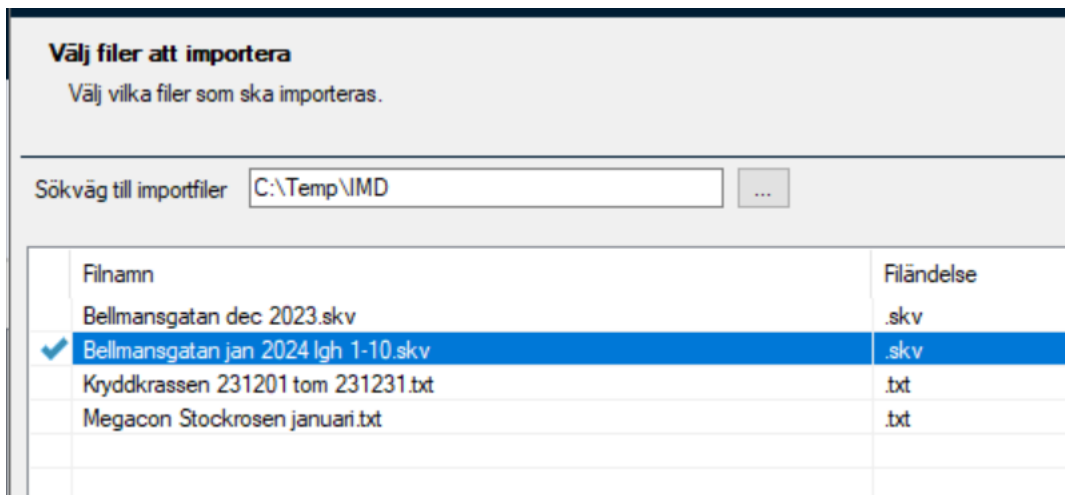 Välj filer att importera
Välj vilka filer som ska importeras.
Sökväg till importfiler C:\Temp\IMD ...
Filnamn Filändelse
Bellmansgatan dec 2023.skv .skv
Bellmansgatan jan 2024 lgh 1-10.skv .skv
Kryddkrassen 231201 tom 231231.txt .txt
Megacon Stockrosen januari.txt .txt